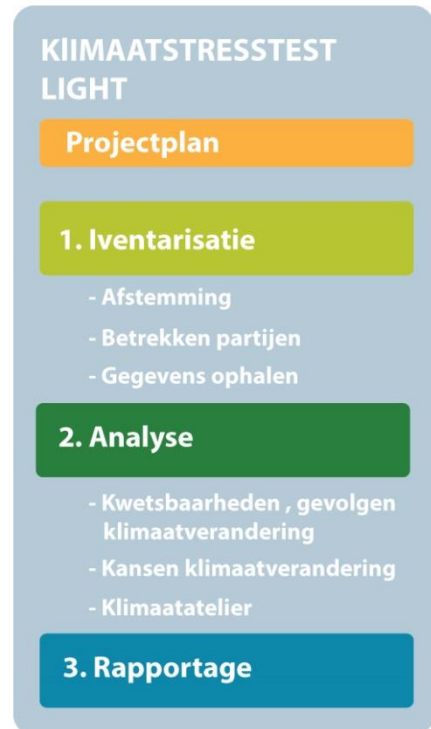 KlIMAATSTRESSTEST
LIGHT
Projectplan
1. Iventarisatie
- Afstemming
- Betrekken partijen
- Gegevens ophalen
2. Analyse
- Kwetsbaarheden , gevolgen
klimaatverandering
- Kansen klimaatverandering
- Klimaatatelier
3. Rapportage